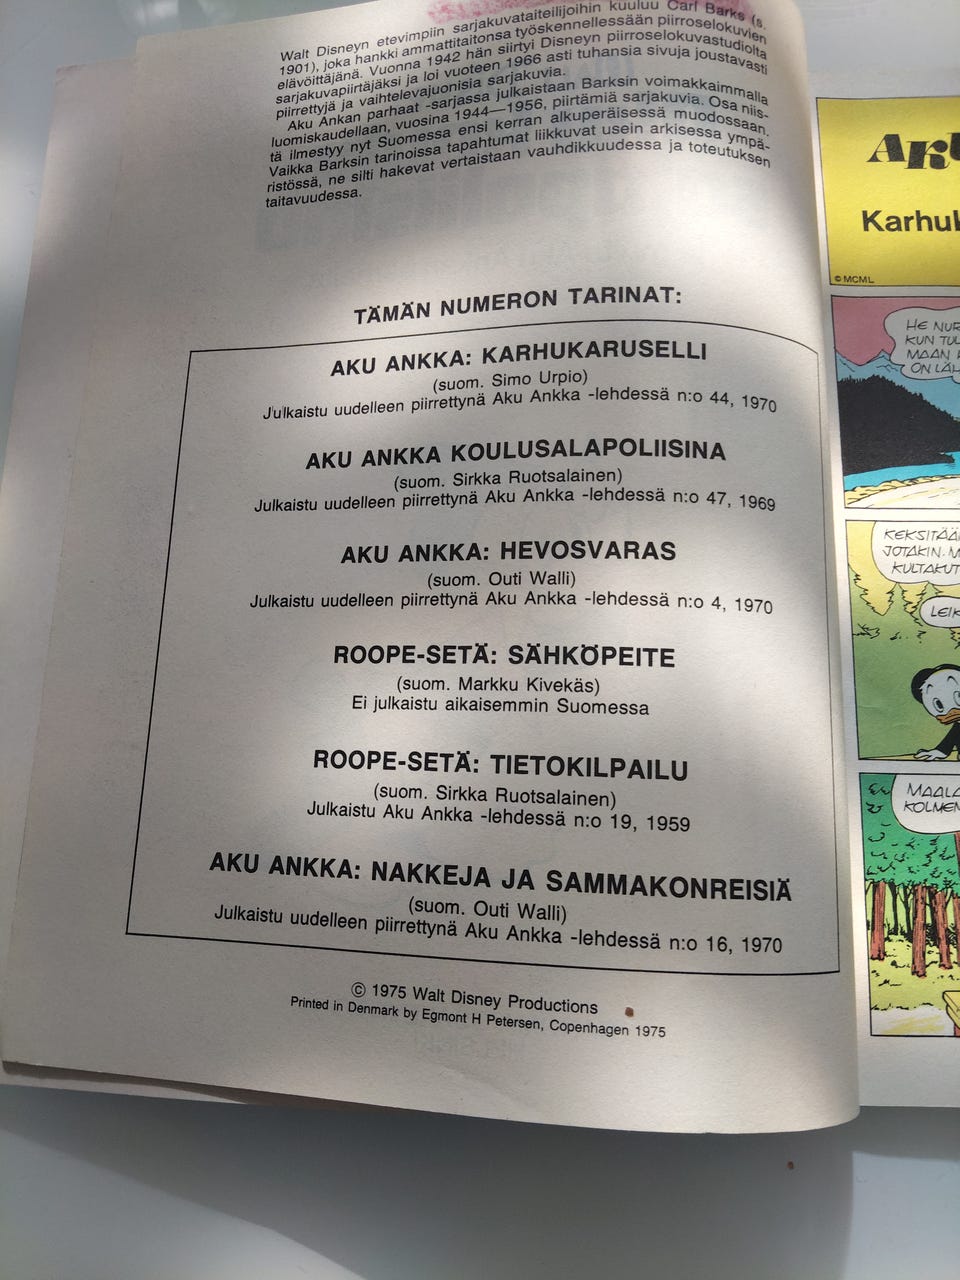 Walt Disneyn etevimpiin sarjakuvataiteilijoihin kuuluu Carl Barks (s.
1901), joka hankki ammattitaitonsa työskennellessään piirroselokuvien
elävöittäjänä. Vuonna 1942 hän siirtyi Disneyn piirroselokuvastudiolta
sarjakuvapiirtäjäksi ja loi vuoteen 1966 asti tuhansia sivuja joustavasti
piirrettyjä ja vaihtelevajuonisia sarjakuvia.
Aku Ankan parhaat -sarjassa julkaistaan Barksin voimakkaimmalla
luomiskaudellaan, vuosina 1944—1956, piirtämiä sarjakuvia. Osa niis-
tä ilmestyy nyt Suomessa ensi kerran alkuperäisessä muodossaan.
Vaikka Barksin tarinoissa tapahtumat liikkuvat usein arkisessa ympä-
ristössä, ne silti hakevat vertaistaan vauhdikkuudessa ja toteutuksen
taitavuudessa.
TÄMÄN NUMERON TARINAT:
AKU ANKKA: KARHUKARUSELLI
(suom. Simo Urpio)
Julkaistu uudelleen piirrettynä Aku Ankka -lehdessä n:o 44, 1970
AKU ANKKA KOULUSALAPOLIISINA
(suom. Sirkka Ruotsalainen)
Julkaistu uudelleen piirrettynä Aku Ankka -lehdessä n:o 47, 1969
AKU ANKKA: HEVOSVARAS
(suom. Outi Walli)
Julkaistu uudelleen piirrettynä Aku Ankka -lehdessä n:o 4, 1970
ROOPE-SETÄ: SÄHKÖPEITE
(suom. Markku Kivekäs)
Ei julkaistu aikaisemmin Suomessa
ROOPE-SETÄ: TIETOKILPAILU
(suom. Sirkka Ruotsalainen)
Julkaistu Aku Ankka -lehdessä n:o 19, 1959
AKU ANKKA: NAKKEJA JA SAMMAKONREISIÄ
(suom. Outi Walli)
Julkaistu uudelleen piirrettynä Aku Ankka -lehdessä n:o 16, 1970
© 1975 Walt Disney Productions
Printed in Denmark by Egmont H Petersen, Copenhagen 1975
© MCML
HE
KUN
MAAN
ON
JOTAKIN.